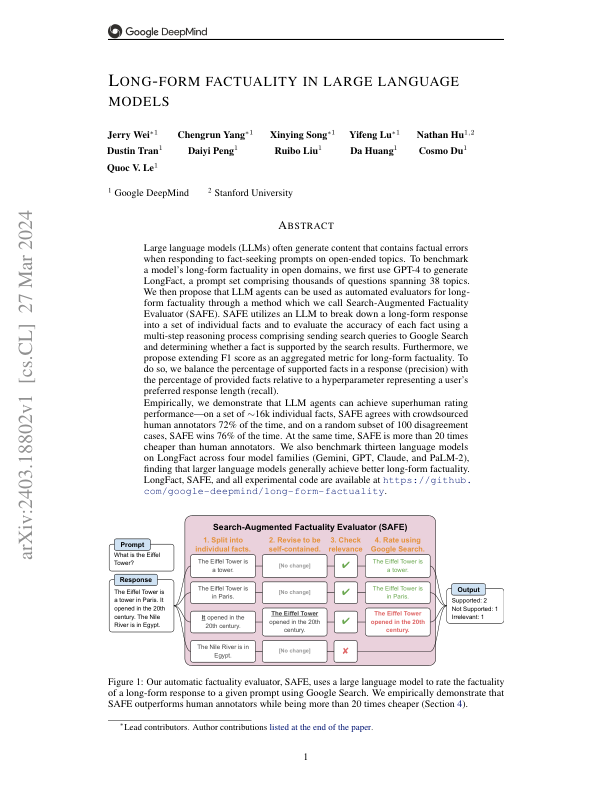 Google DeepMind
LONG-FORM FACTUALITY IN LARGE LANGUAGE
MODELS
Jerry Wei*1 Chengrun Yang*1 Xinying Song*1 Yifeng Lu*1 Nathan Hu1,2
Dustin Tran1 Daiyi Peng1 Ruibo Liu1 Da Huang1 Cosmo Du1
Quoc V. Le1
1 Google DeepMind 2 Stanford University
ABSTRACT
Large language models (LLMs) often generate content that contains factual errors
when responding to fact-seeking prompts on open-ended topics. To benchmark
a model's long-form factuality in open domains, we first use GPT-4 to generate
LongFact, a prompt set comprising thousands of questions spanning 38 topics.
We then propose that LLM agents can be used as automated evaluators for long-
form factuality through a method which we call Search-Augmented Factuality
Evaluator (SAFE). SAFE utilizes an LLM to break down a long-form response
into a set of individual facts and to evaluate the accuracy of each fact using a
multi-step reasoning process comprising sending search queries to Google Search
and determining whether a fact is supported by the search results. Furthermore, we
propose extending F1 score as an aggregated metric for long-form factuality. To
do so, we balance the percentage of supported facts in a response (precision) with
the percentage of provided facts relative to a hyperparameter representing a user's
preferred response length (recall).
Empirically, we demonstrate that LLM agents can achieve superhuman rating
performance—on a set of ∼16k individual facts, SAFE agrees with crowdsourced
human annotators 72% of the time, and on a random subset of 100 disagreement
cases, SAFE wins 76% of the time. At the same time, SAFE is more than 20 times
cheaper than human annotators. We also benchmark thirteen language models
on LongFact across four model families (Gemini, GPT, Claude, and PaLM-2),
finding that larger language models generally achieve better long-form factuality.
LongFact, SAFE, and all experimental code are available at https://github.
com/google-deepmind/long-form-factuality.
arXiv:2403.18802v1 [cs.CL] 27 Mar 2024
Prompt
What is the Eiffel
Tower?
Response
The Eiffel Tower is
a tower in Paris. It
opened in the 20th
century. The Nile
River is in Egypt.
Search-Augmented Factuality Evaluator (SAFE)
1. Split into
individual facts.
2. Revise to be
self-contained.
3. Check
relevance
4. Rate using
Google Search.
The Eiffel Tower is
a tower.
[No change]
✔
The Eiffel Tower is
a tower.
The Eiffel Tower is
in Paris.
[No change]
✔
The Eiffel Tower is
in Paris.
It opened in the
20th century.
The Eiffel Tower
opened in the 20th
century.
✔
The Eiffel Tower
opened in the 20th
century.
The Nile River is in
Egypt.
[No change]
✘
Output
Supported: 2
Not Supported: 1
Irrelevant: 1
Figure 1: Our automatic factuality evaluator, SAFE, uses a large language model to rate the factuality
of a long-form response to a given prompt using Google Search. We empirically demonstrate that
SAFE outperforms human annotators while being more than 20 times cheaper (Section 4).
*Lead contributors. Author contributions listed at the end of the paper.
1